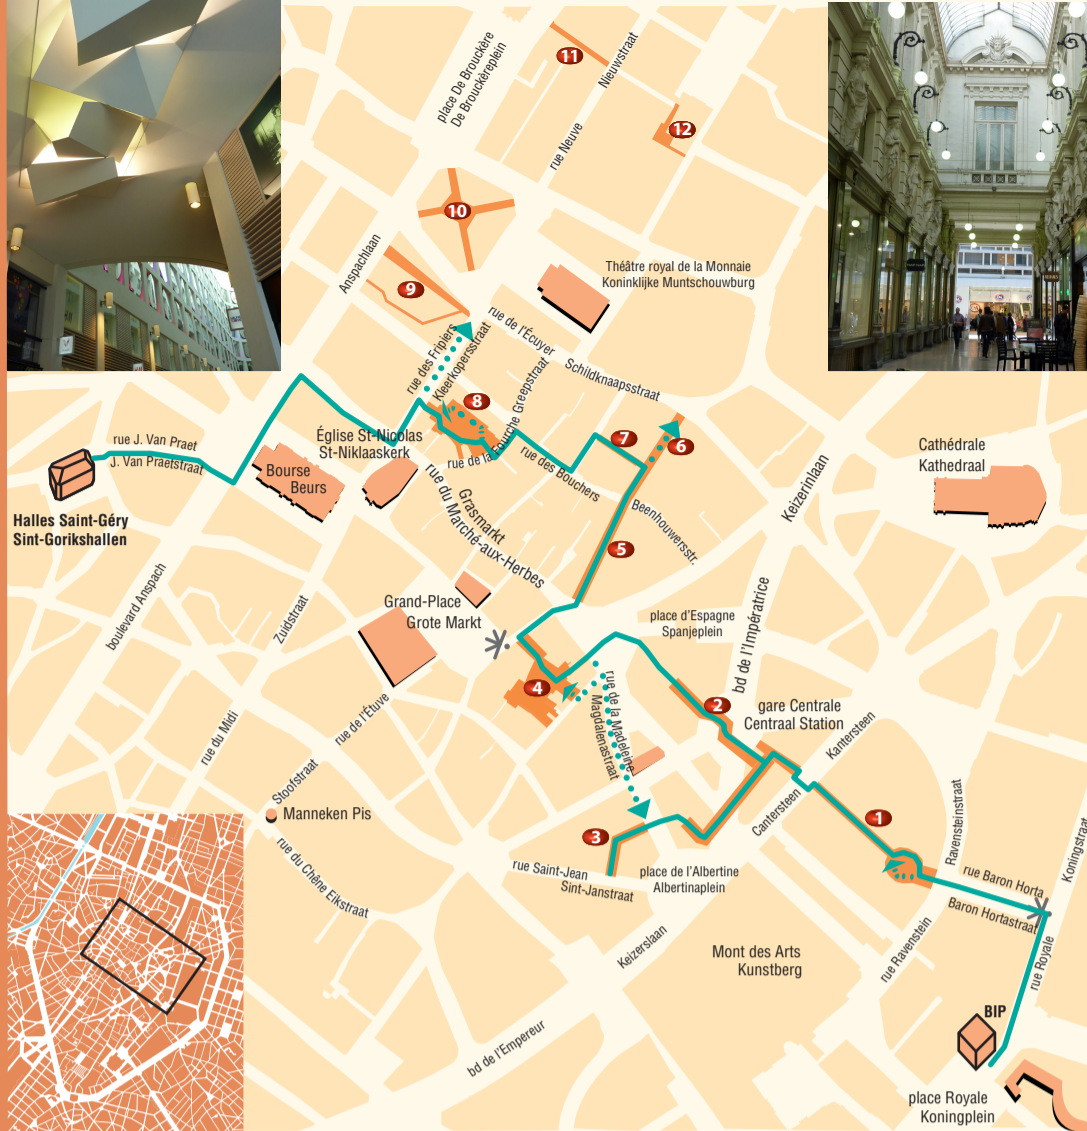 place De Brouckère
De Brouckèreplein
11
Nieuwstraat
rue Neuve
12
10
Anspachlaan
9
Théâtre royal de la Monnaie
Koninklijke Muntschouwburg
rue de l'Écuyer
Schildknaapsstraat
rue des Fripiers
Kleerkopersstraat
8
rue de la Fourche Greepstraat
7
6
rue J. Van Praet
J. Van Praetstraat
Bourse
Beurs
Église St-Nicolas
St-Niklaaskerk
rue des Bouchers
Beenhouwersstr.
Keizerinlaan
Cathédrale
Kathedraal
Halles Saint-Géry
Sint-Gorikshallen
Grasmarkt
rue du Marché-aux-Herbes
5
boulevard Anspach
Zuidstraat
Grand-Place
Grote Markt
place d'Espagne
Spanjeplein
bd de l'Impératrice
4
rue de la Madeleine
Magdalenastraat
2
gare Centrale
Centraal Station
Kantersteen
Cantersteen
rue du Midi
rue de l'Étuve
Stoofstraat
Manneken Pis
rue du Chêne Eikstraat
3
rue Saint-Jean
Sint-Janstraat
place de l'Albertine
Albertinaplein
1
Ravensteinstraat
rue Ravenstein
rue Baron Horta
Baron Hortastraat
Koningstraat
rue Royale
Keizerslaan
Mont des Arts
Kunstberg
bd de l'Empereur
BIP
place Royale
Koningplein